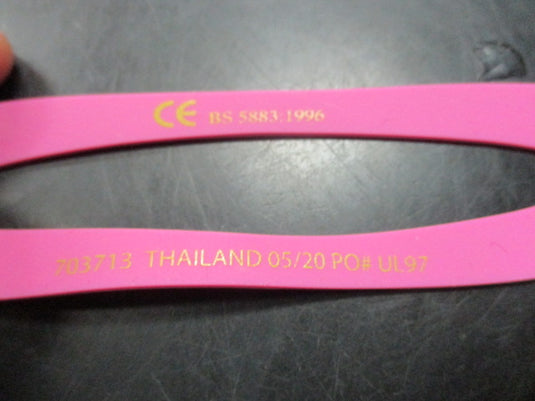 CE BS 5883:1996
703713 THAILAND 05/20 PO# UL97